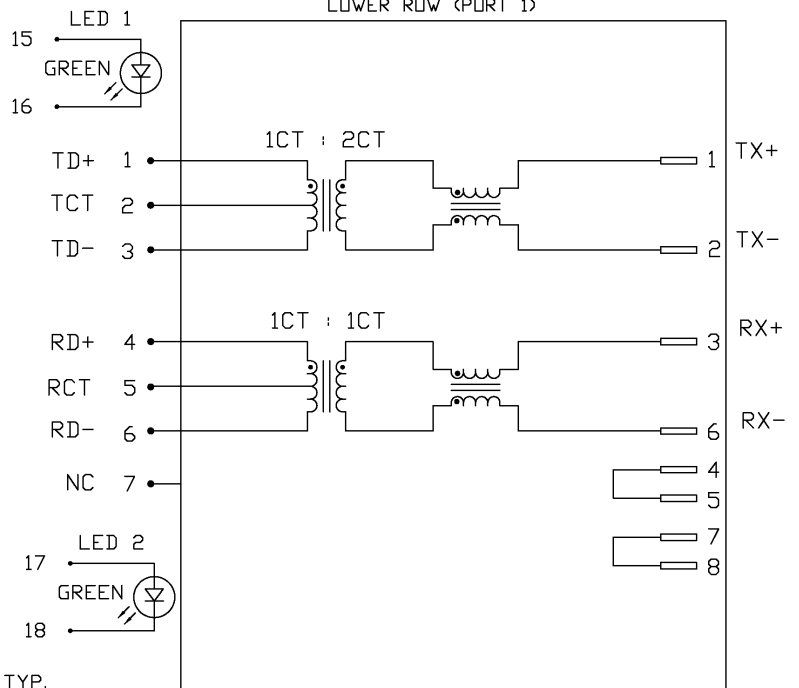 LOWER ROW (PORT 1)
LED 1
15
GREEN
16
1CT : 2CT
TD+ 1
1 TX+
TCT 2
TD- 3
2 TX-
1CT : 1CT
RD+ 4
3 RX+
RCT 5
RD- 6
6 RX-
4
NC 7
5
7
8
LED 2
17
GREEN
18
TYP.